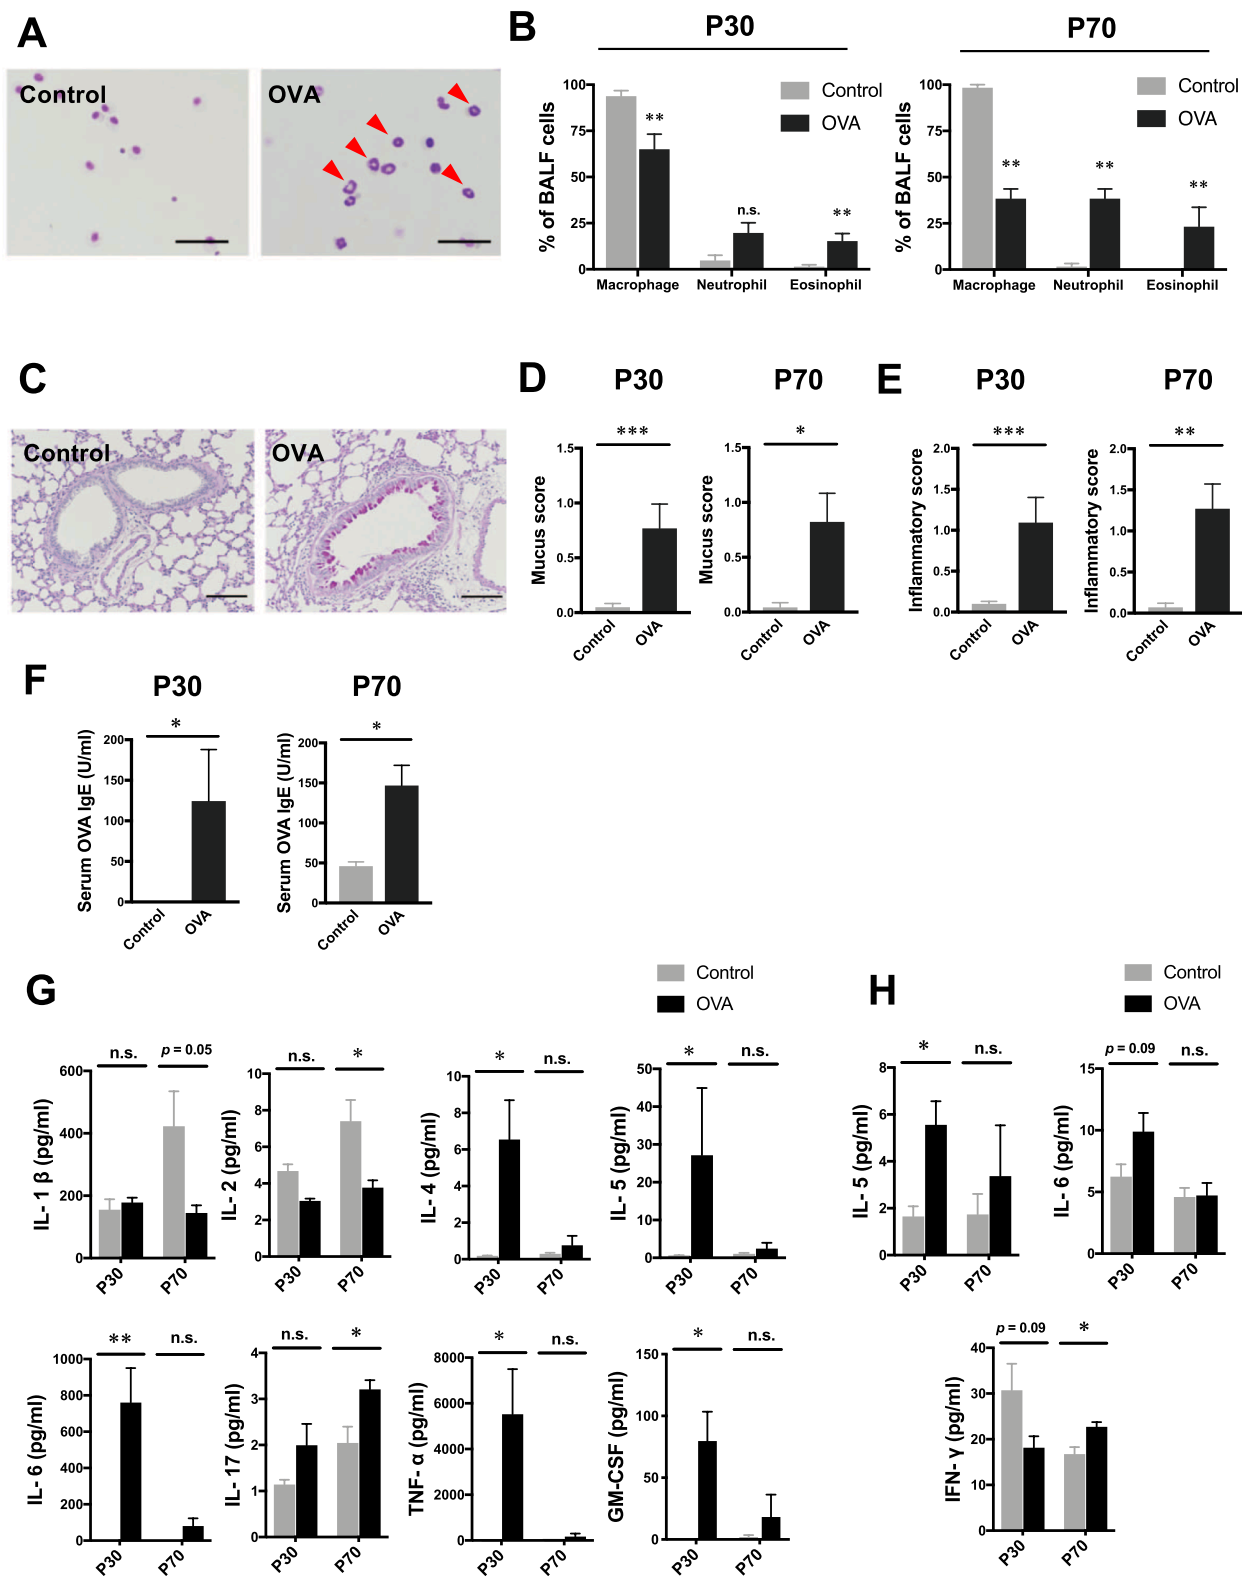 A
Control
OVA
B
P30
P70
% of BALF cells
100
75
50
25
0
Control
OVA
**
n.s.
**
Macrophage
Neutrophil
Eosinophil
% of BALF cells
100
75
50
25
0
Control
OVA
**
**
**
Macrophage
Neutrophil
Eosinophil
C
Control
OVA
D
P30
P70
Mucus score
1.5
1.0
0.5
0.0
***
Control
OVA
Mucus score
1.5
1.0
0.5
0.0
*
Control
OVA
E
P30
P70
Inflammatory score
2.0
1.5
1.0
0.5
0.0
***
Control
OVA
Inflammatory score
2.0
1.5
1.0
0.5
0.0
**
Control
OVA
F
P30
P70
Serum OVA IgE (U/ml)
200
150
100
50
0
*
Control
OVA
Serum OVA IgE (U/ml)
200
150
100
50
0
*
Control
OVA
G
Control
OVA
IL- 1 β (pg/ml)
600
400
200
0
n.s.
p = 0.05
P30
P70
IL- 2 (pg/ml)
10
8
6
4
2
0
n.s.
*
P30
P70
IL- 4 (pg/ml)
10
8
6
4
2
0
*
n.s.
P30
P70
IL- 5 (pg/ml)
50
40
30
20
10
0
*
n.s.
P30
P70
IL- 6 (pg/ml)
1000
800
600
400
200
0
**
n.s.
P30
P70
IL- 17 (pg/ml)
4
3
2
1
0
n.s.
*
P30
P70
TNF- α (pg/ml)
8000
6000
4000
2000
0
*
n.s.
P30
P70
GM-CSF (pg/ml)
150
100
50
0
*
n.s.
P30
P70
H
Control
OVA
IL- 5 (pg/ml)
8
6
4
2
0
*
n.s.
P30
P70
IL- 6 (pg/ml)
15
10
5
0
p = 0.09
n.s.
P30
P70
IFN- γ (pg/ml)
40
30
20
10
0
p = 0.09
*
P30
P70